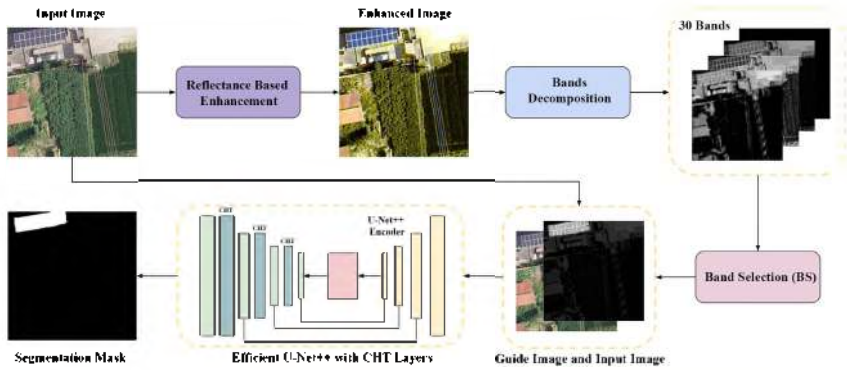 Input Image
Enhanced Image
30 Bands
Reflectance Based
Enhancement
Bands
Decomposition
CHT
CHT
CHT
U-Net++
Encoder
Band Selection (BS)
Segmentation Mask
Efficient U-Net++ with CHT Layers
Guide Image and Input Image